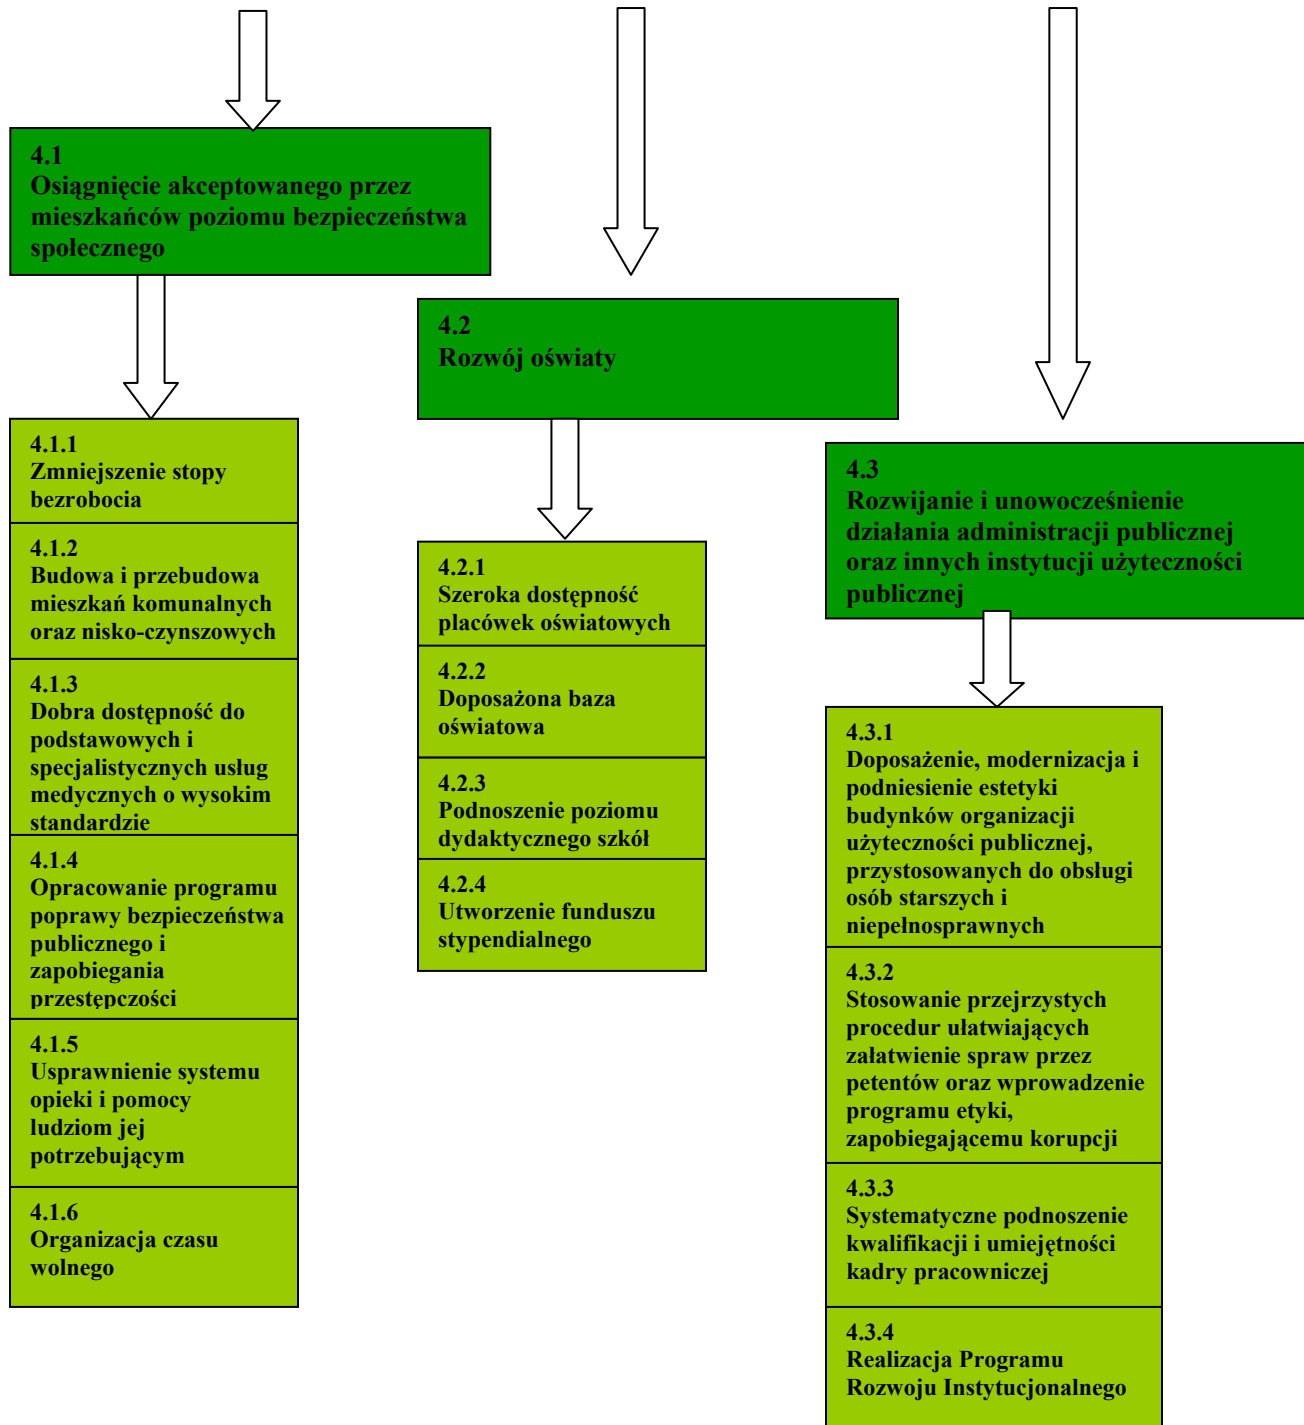 4.1
Osiągnięcie akceptowanego przez
mieszkańców poziomu bezpieczeństwa
społecznego
4.1.1
Zmniejszenie stopy
bezrobocia
4.1.2
Budowa i przebudowa
mieszkań komunalnych
oraz nisko-czynszowych
4.1.3
Dobra dostępność do
podstawowych i
specjalistycznych usług
medycznych o wysokim
standardzie
4.1.4
Opracowanie programu
poprawy bezpieczeństwa
publicznego i
zapobiegania
przestępczości
4.1.5
Usprawnienie systemu
opieki i pomocy
ludziom jej
potrzebującym
4.1.6
Organizacja czasu
wolnego
4.2
Rozwój oświaty
4.2.1
Szeroka dostępność
placówek oświatowych
4.2.2
Doposażona baza
oświatowa
4.2.3
Podnoszenie poziomu
dydaktycznego szkół
4.2.4
Utworzenie funduszu
stypendialnego
4.3
Rozwijanie i unowocześnienie
działania administracji publicznej
oraz innych instytucji użyteczności
publicznej
4.3.1
Doposażenie, modernizacja i
podniesienie estetyki
budynków organizacji
użyteczności publicznej,
przystosowanych do obsługi
osób starszych i
niepełnosprawnych
4.3.2
Stosowanie przejrzystych
procedur ułatwiających
załatwienie spraw przez
petentów oraz wprowadzenie
programu etyki,
zapobiegającemu korupcji
4.3.3
Systematyczne podnoszenie
kwalifikacji i umiejętności
kadry pracowniczej
4.3.4
Realizacja Programu
Rozwoju Instytucjonalnego